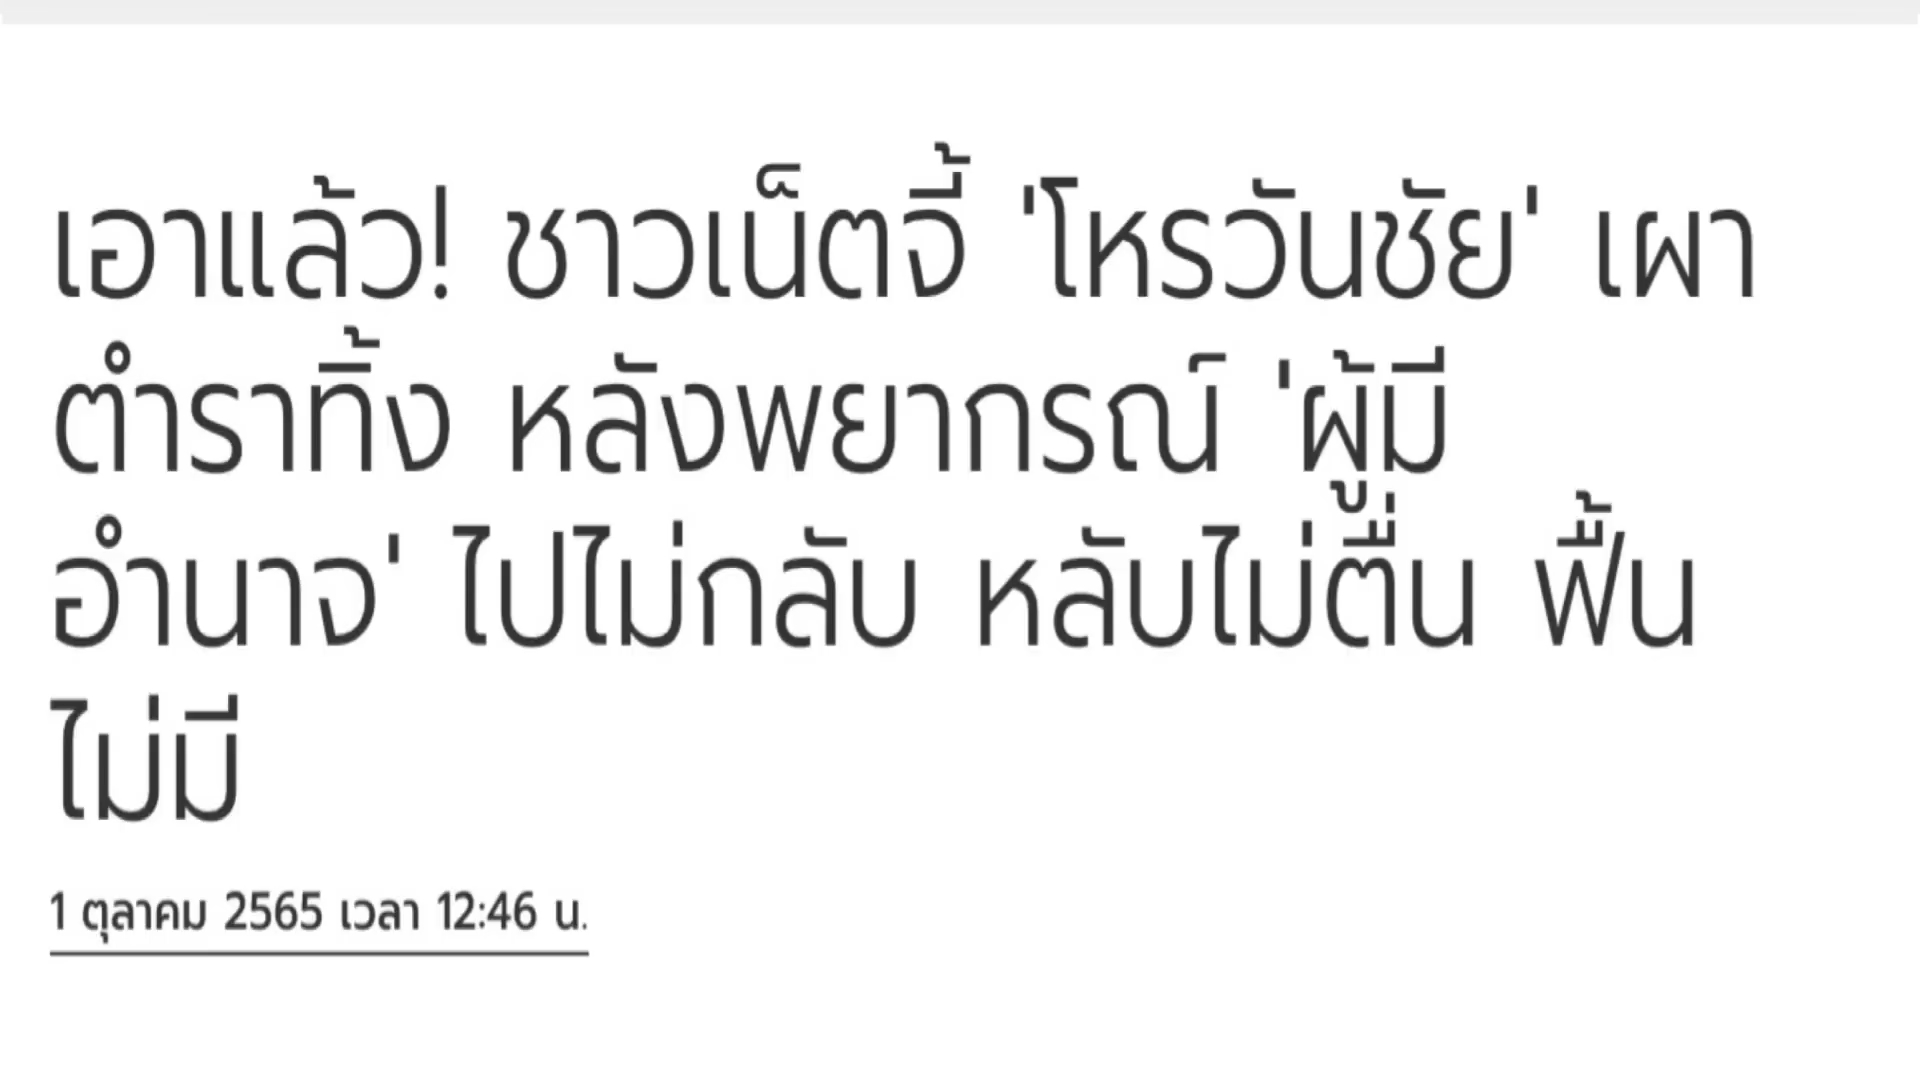 เอาแล้ว! ชาวเน็ตจี้ 'โหรวันชัย' เผา
ตำราทิ้ง หลังพยากรณ์ 'ผู้มี
อำนาจ' ไปไม่กลับ หลับไม่ตื่น ฟื้น
ไม่มี
1 ตุลาคม 2565 เวลา 12:46 น.